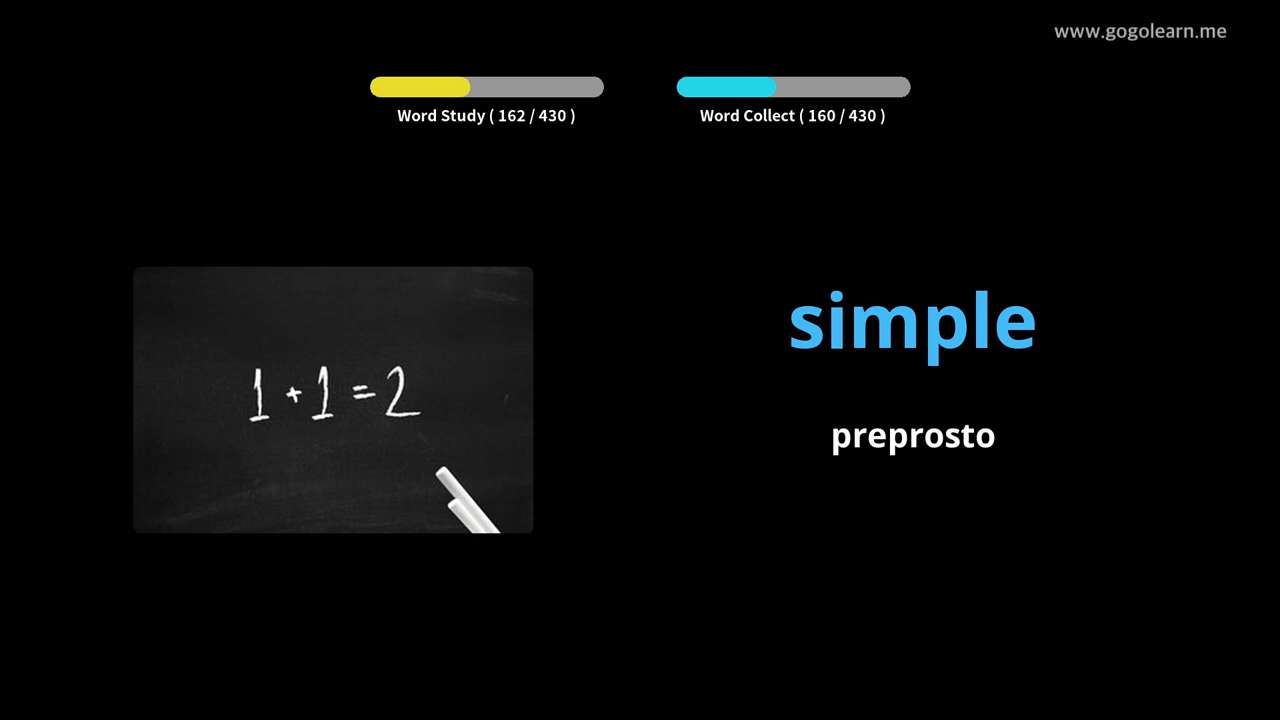 www.gogolearn.me
Word Study ( 162 / 430 )
Word Collect ( 160 / 430 )
simple
1 + 1 = 2
preprosto